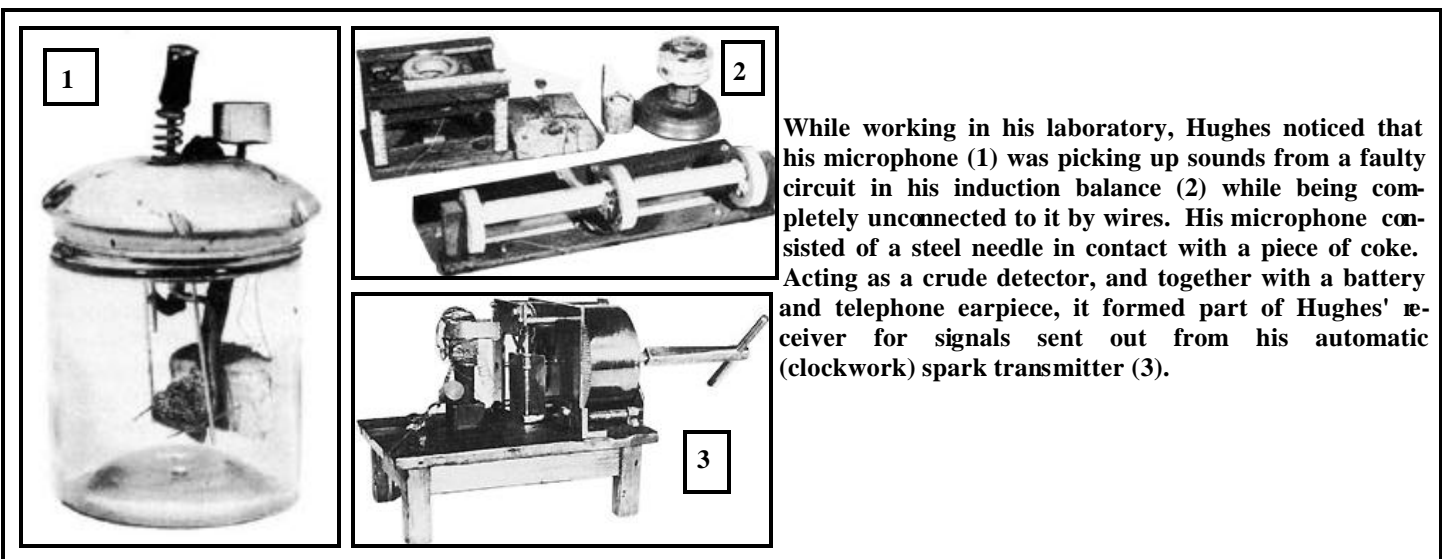 1
2
3
While working in his laboratory, Hughes noticed that
his microphone (1) was picking up sounds from a faulty
circuit in his induction balance (2) while being com-
pletely unconnected to it by wires. His microphone con-
sisted of a steel needle in contact with a piece of coke.
Acting as a crude detector, and together with a battery
and telephone earpiece, it formed part of Hughes' re-
ceiver for signals sent out from his automatic
(clockwork) spark transmitter (3).